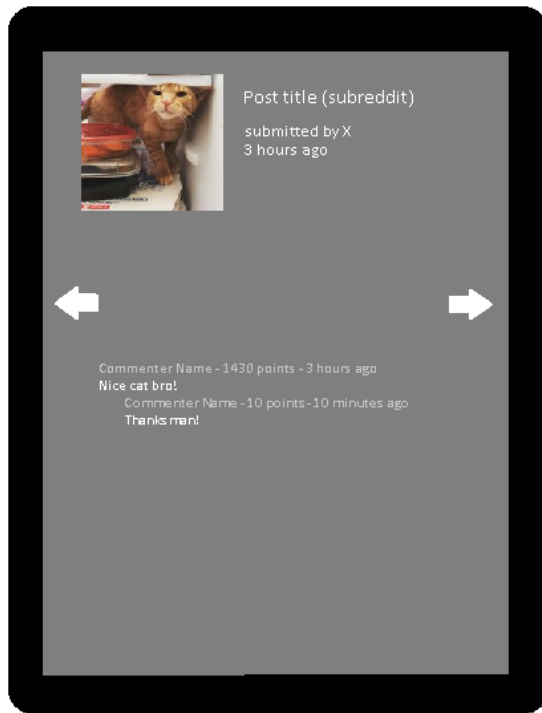 Post title (subreddit)
submitted by X
3 hours ago
Commenter Name - 1430 points - 3 hours ago
Nice cat bro!
Commenter Name - 10 points - 10 minutes ago
Thanks man!